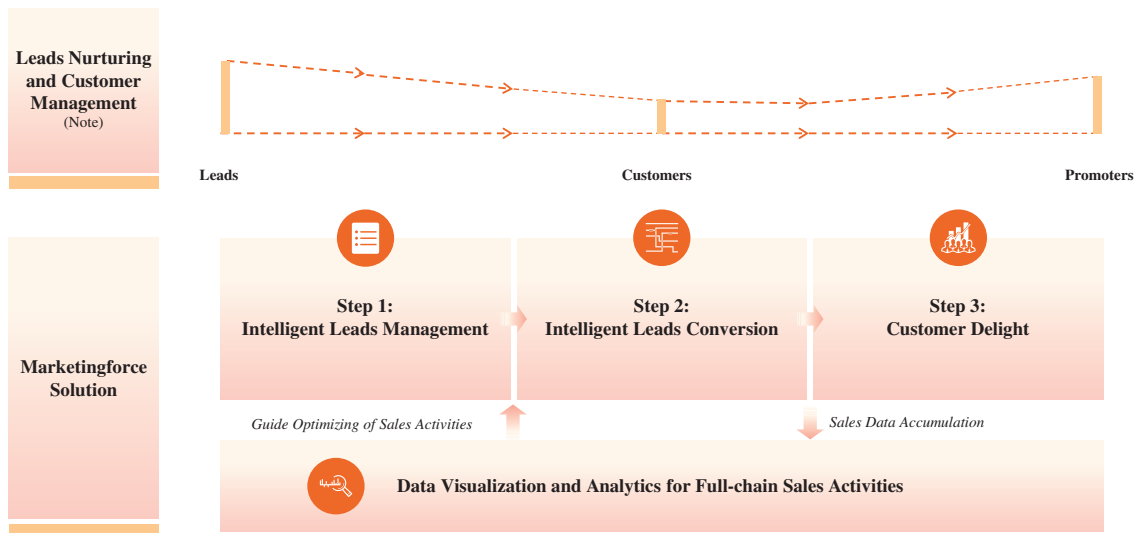 Leads Nurturing
and Customer
Management
(Note)
Leads
Customers
Promoters
Marketingforce
Solution
Step 1:
Intelligent Leads Management
Step 2:
Intelligent Leads Conversion
Step 3:
Customer Delight
Guide Optimizing of Sales Activities
Sales Data Accumulation
Data Visualization and Analytics for Full-chain Sales Activities